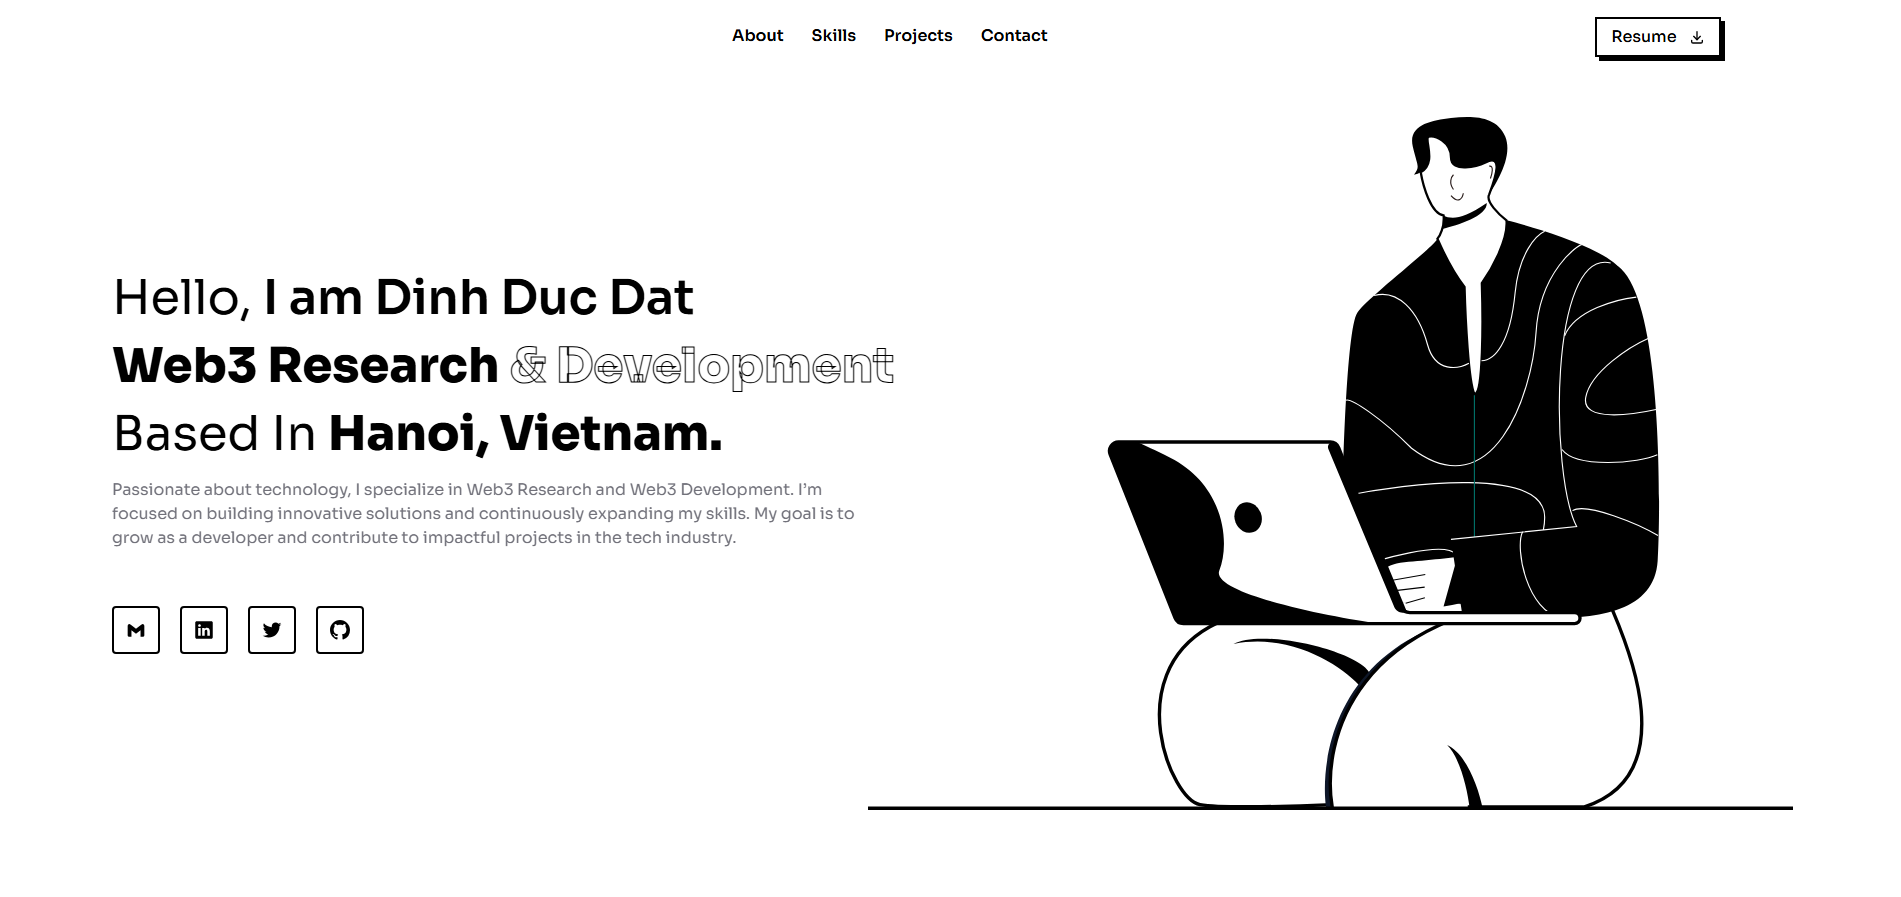 About Skills Projects Contact
Resume
Hello, I am Dinh Duc Dat
Web3 Research & Development
Based In Hanoi, Vietnam.
Passionate about technology, I specialize in Web3 Research and Web3 Development. I’m
focused on building innovative solutions and continuously expanding my skills. My goal is to
grow as a developer and contribute to impactful projects in the tech industry.